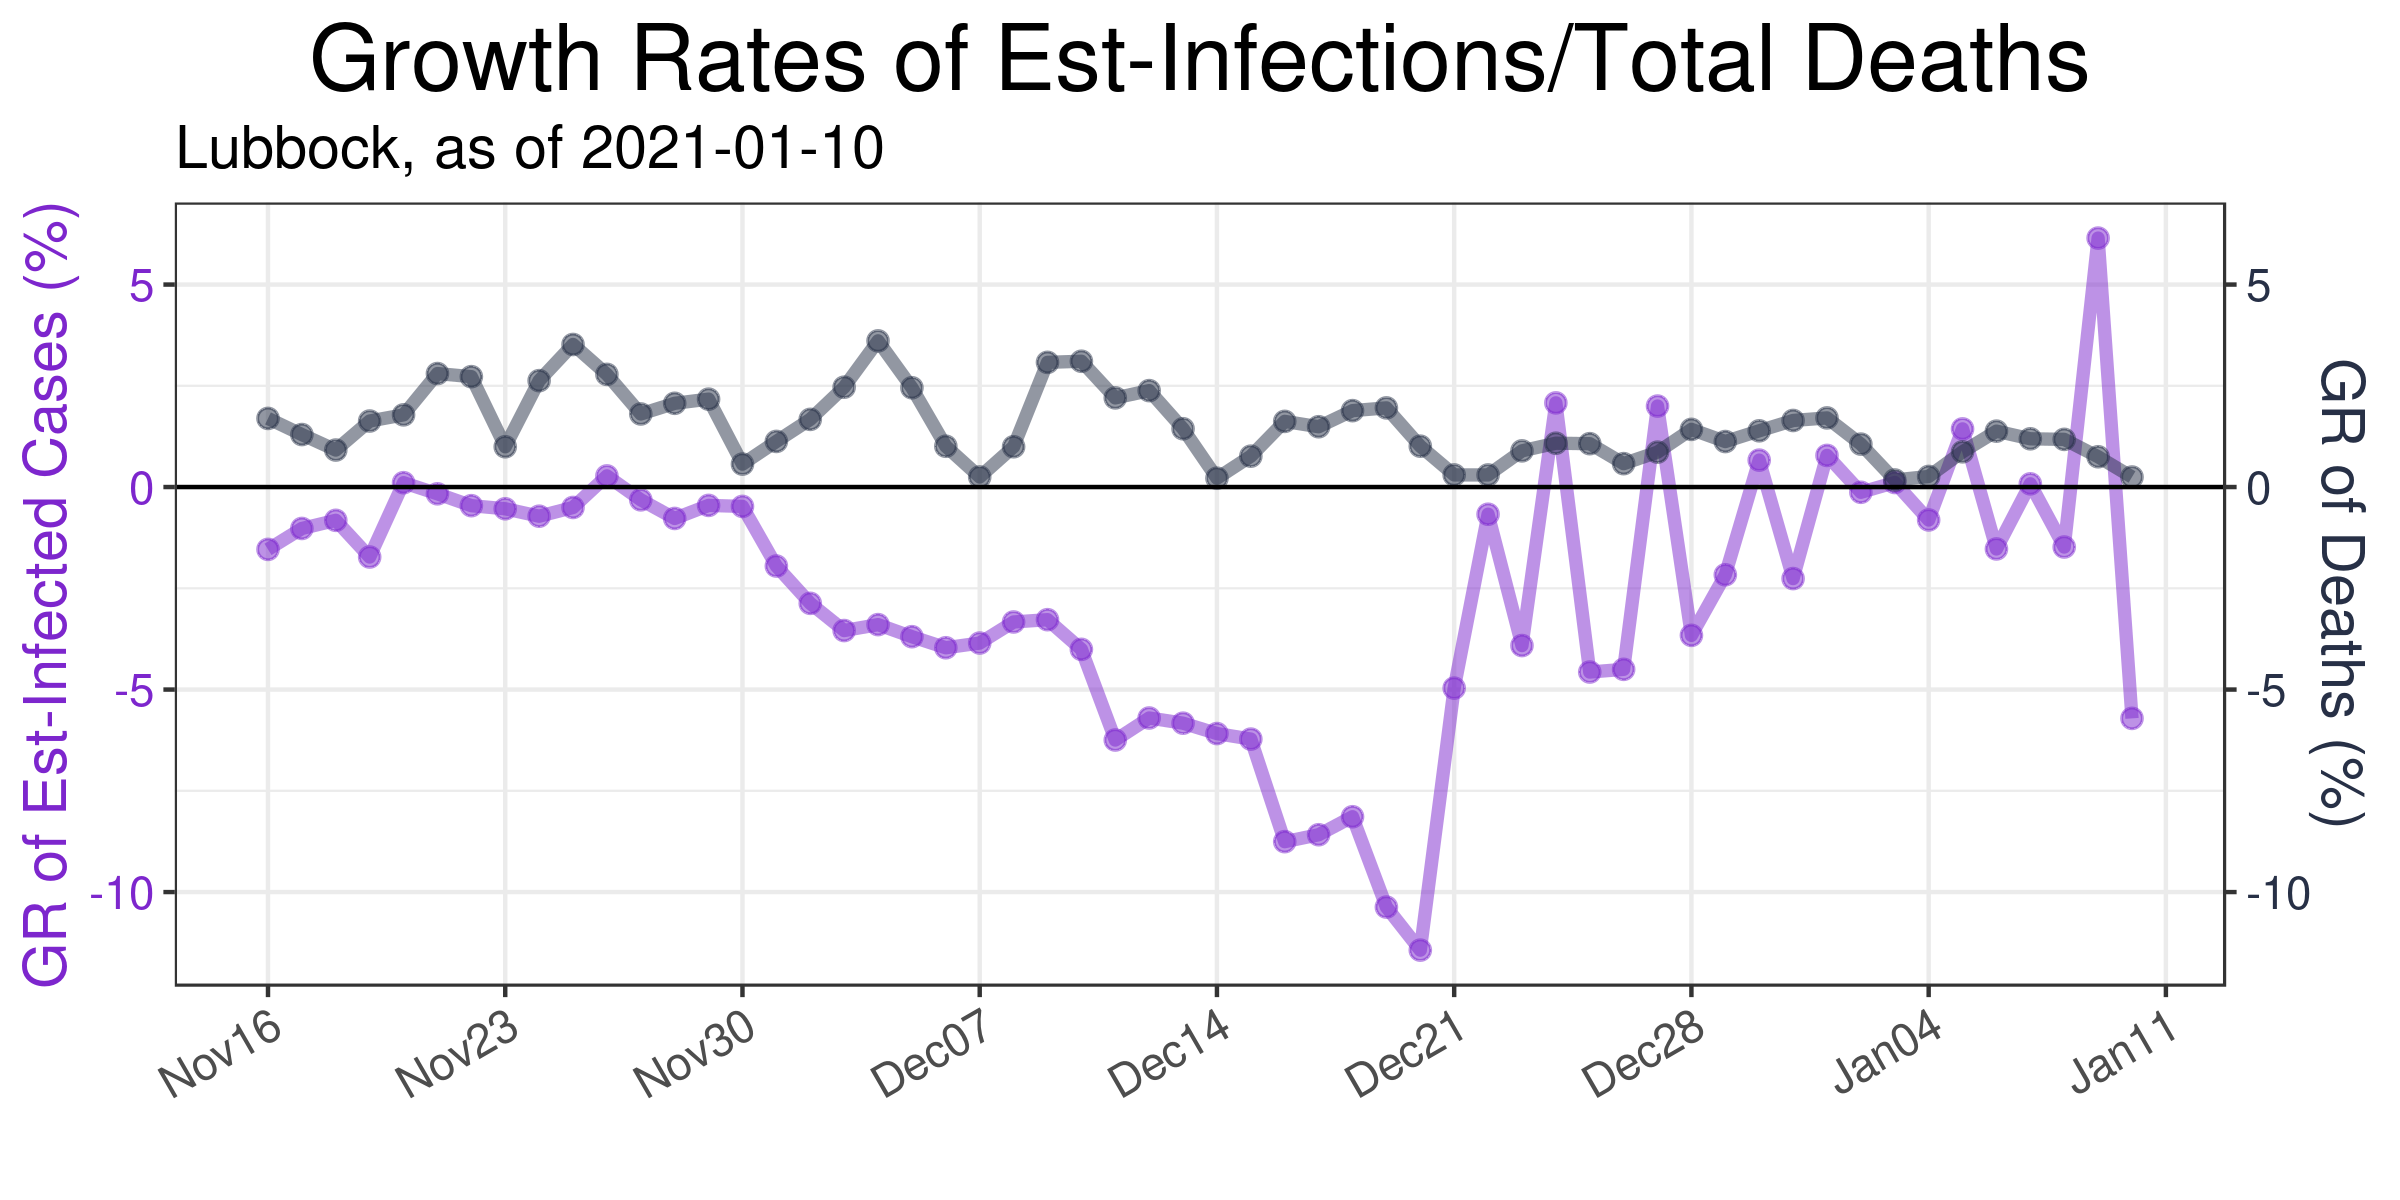 Growth Rates of Est-Infections/Total Deaths
Lubbock, as of 2021-01-10
GR of Est-Infected Cases (%)
5
0
-5
-10
5
0
-5
-10
GR of Deaths (%)
Nov16
Nov23
Nov30
Dec07
Dec14
Dec21
Dec28
Jan04
Jan11